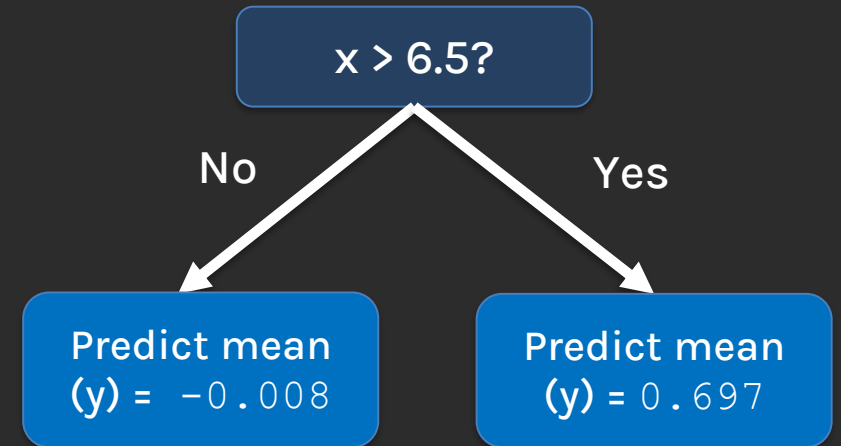 x > 6.5?
No
Yes
Predict mean
(y) = -0.008
Predict mean
(y) = 0.697